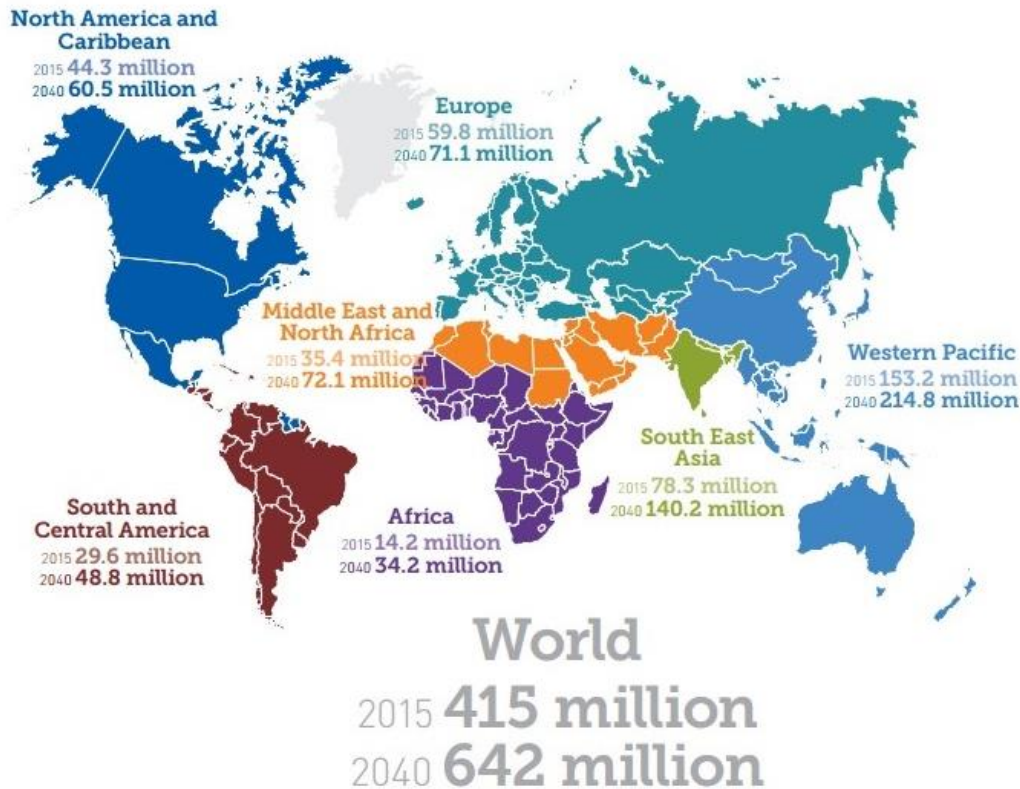 North America and
Caribbean
2015 44.3 million
2040 60.5 million
Europe
2015 59.8 million
2040 71.1 million
Middle East and
North Africa
2015 35.4 million
2040 72.1 million
Western Pacific
2015 153.2 million
2040 214.8 million
South East
Asia
2015 78.3 million
2040 140.2 million
South and
Central America
2015 29.6 million
2040 48.8 million
Africa
2015 14.2 million
2040 34.2 million
World
2015 415 million
2040 642 million